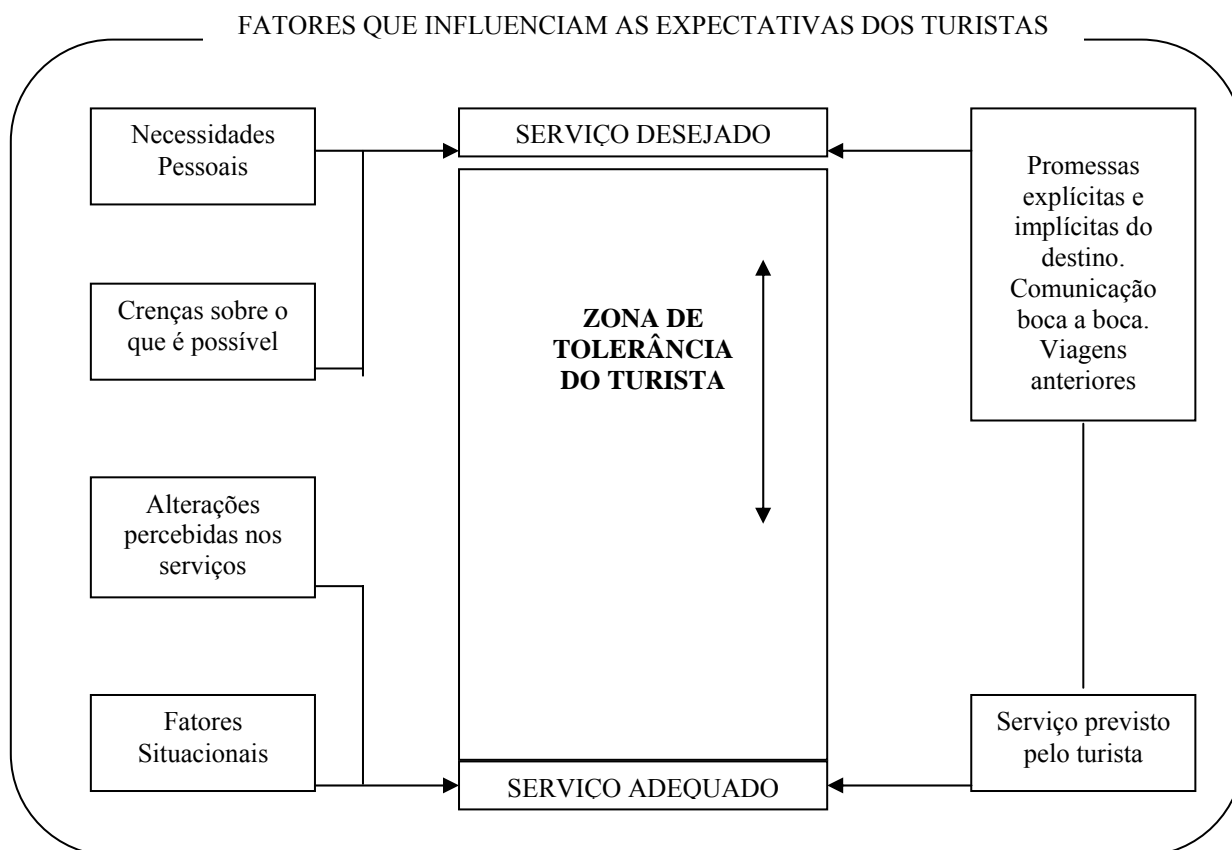 FATORES QUE INFLUENCIAM AS EXPECTATIVAS DOS TURISTAS
Necessidades
Pessoais
SERVIÇO DESEJADO
Promessas
explícitas e
implícitas do
destino.
Comunicação
boca a boca.
Viagens
anteriores
Crenças sobre o
que é possível
ZONA DE
TOLERÂNCIA
DO TURISTA
Alterações
percebidas nos
serviços
Fatores
Situacionais
Serviço previsto
pelo turista
SERVIÇO ADEQUADO